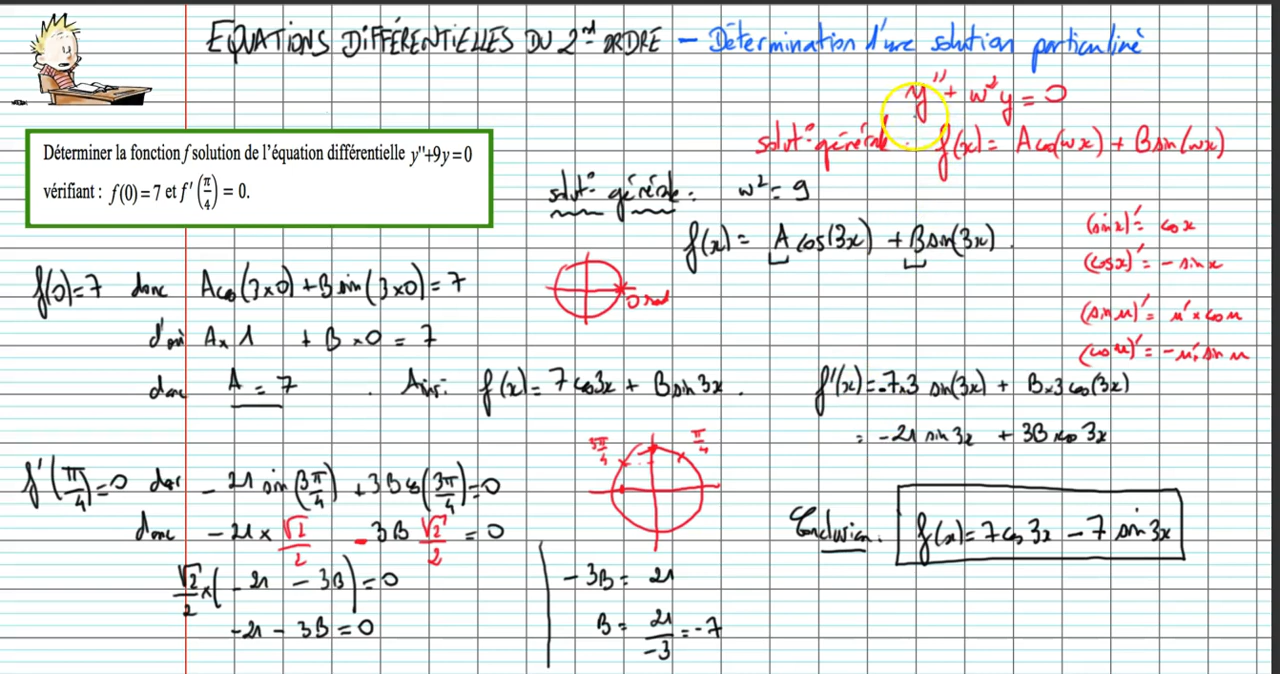 EQUATIONS DIFFÉRENTIELLES DU 2nd ORDRE — Détermination d'une solution particulière
y'' + w²y = 0
solut° générale : f(x) = A cos(wx) + B sin(wx)
Déterminer la fonction f solution de l'équation différentielle y''+9y=0
vérifiant : f(0)=7 et f'(π/4)=0.
solut° générale : w² = 9
f(x) = A cos(3x) + B sin(3x).
(sin x)' = cos x
(cos x)' = - sin x
(sin u)' = u' × cos u
(cos u)' = -u' sin u
f(0)=7 donc A cos(3×0) + B sin(3×0) = 7
0 rad
d'où A × 1 + B × 0 = 7
donc A = 7 . Ainsi f(x) = 7 cos 3x + B sin 3x .
f'(x) = -7×3 sin(3x) + B×3 cos(3x)
= -21 sin 3x + 3B cos 3x
3π/4 π/4
f'(π/4)=0 donc - 21 sin(3π/4) + 3B cos(3π/4) = 0
donc - 21 × √2/2 - 3B √2/2 = 0
√2/2 × (- 21 - 3B) = 0
-21 - 3B = 0
- 3B = 21
B = 21/-3 = -7
Conclusion : f(x) = 7 cos 3x - 7 sin 3x